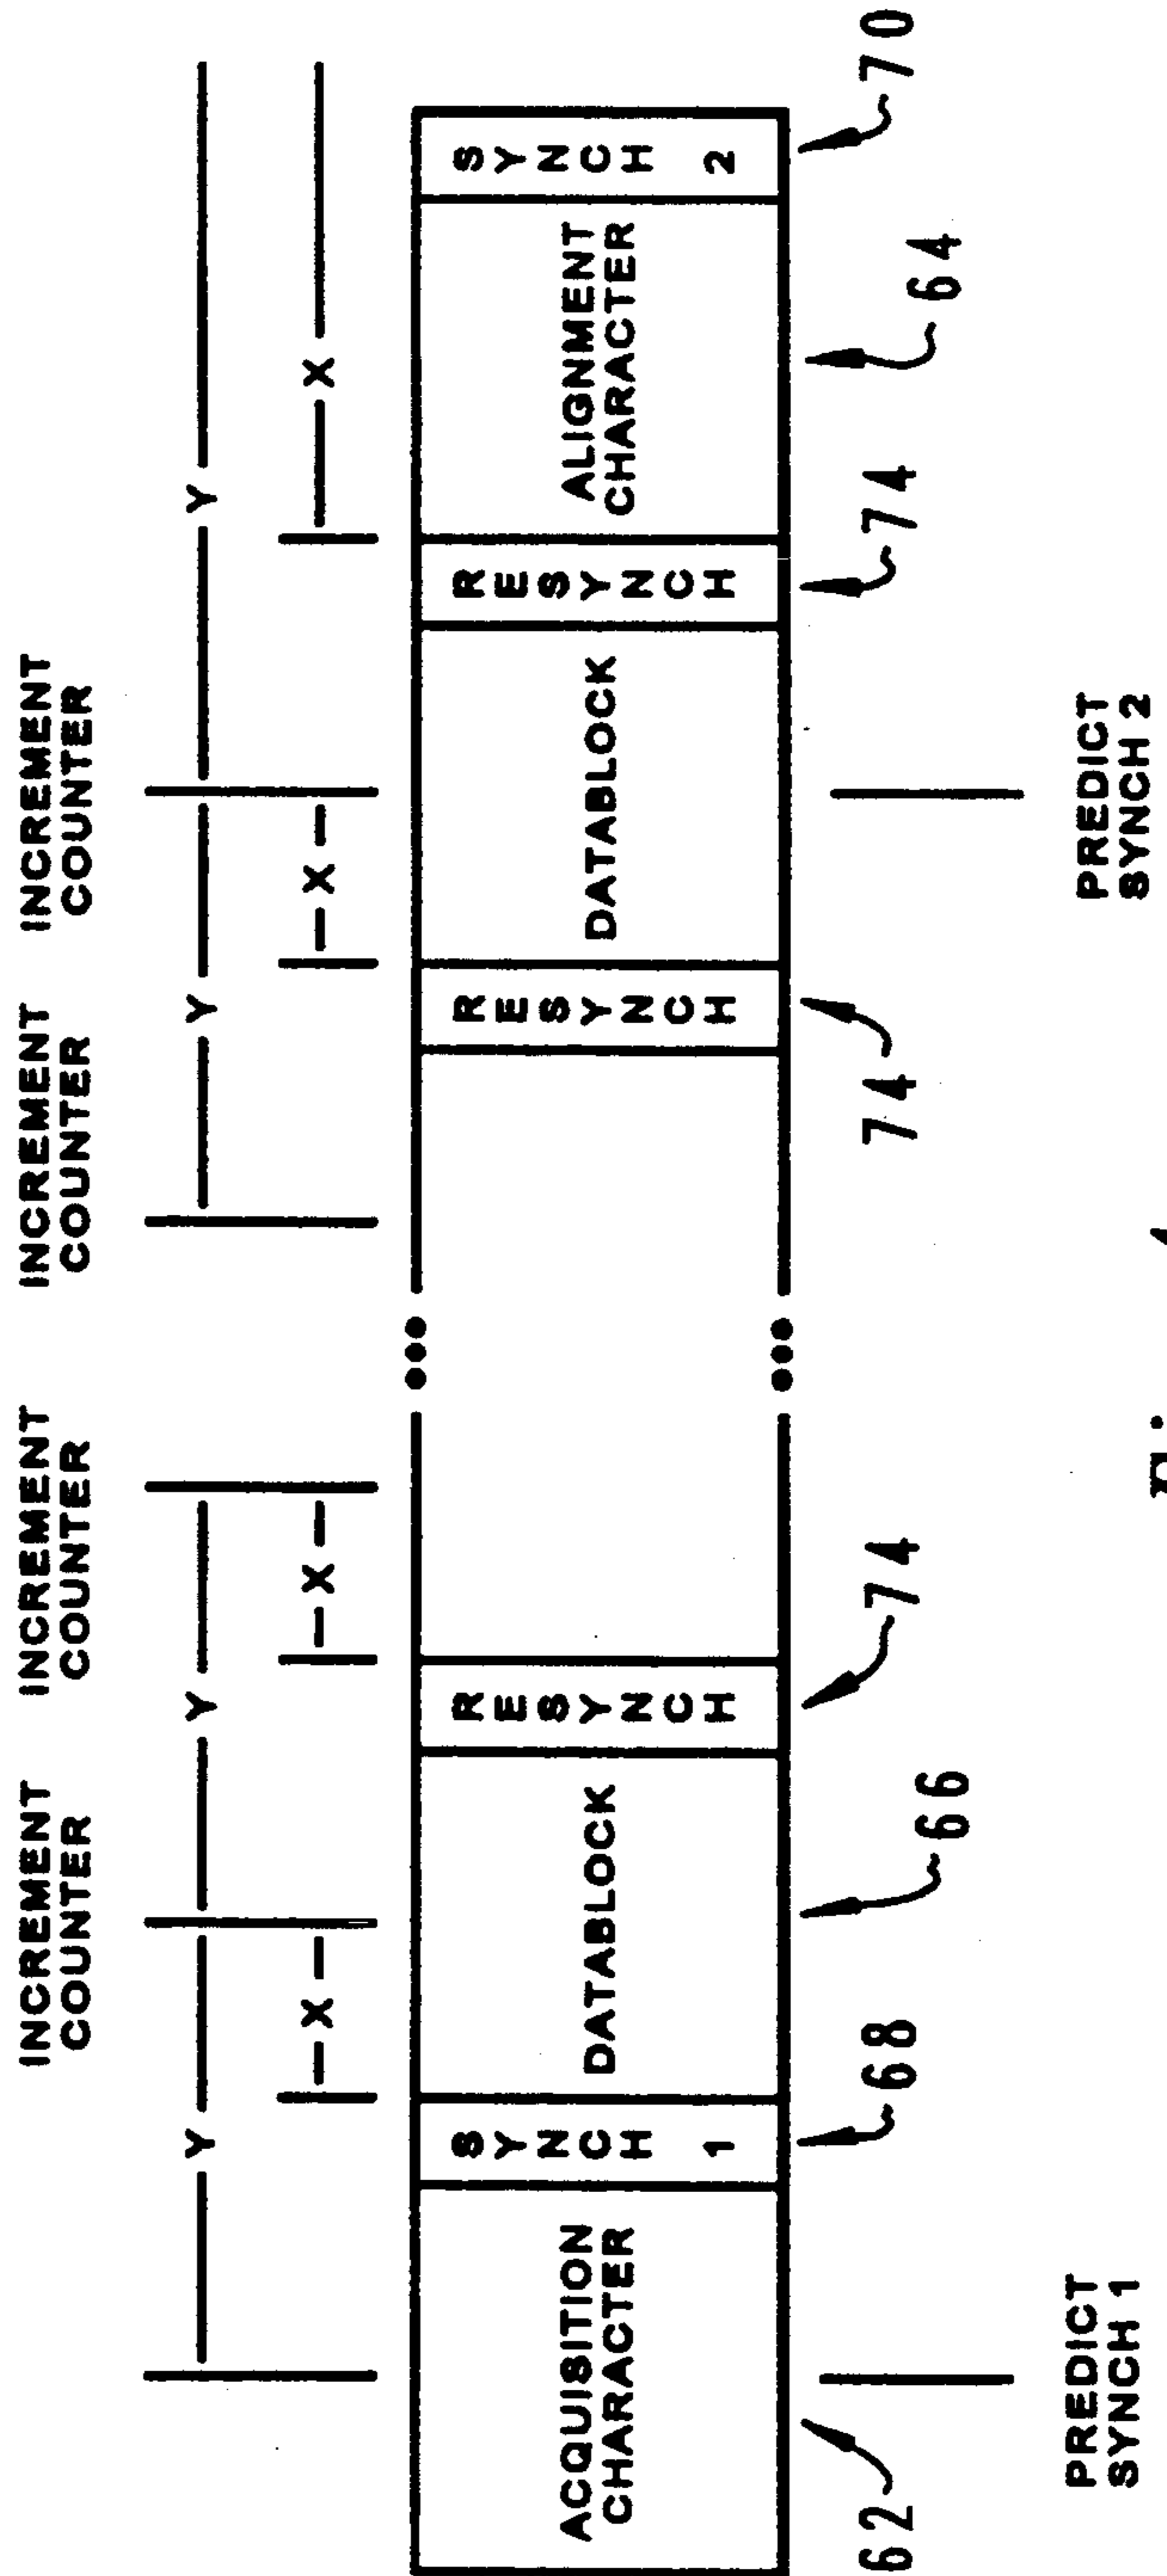 INCREMENT
COUNTER
INCREMENT
COUNTER
INCREMENT
COUNTER
INCREMENT
COUNTER
Y
Y
Y
Y
X
X
X
X
ACQUISITION
CHARACTER
SYNCH 1
DATABLOCK
RESYNCH
RESYNCH
DATABLOCK
RESYNCH
ALIGNMENT
CHARACTER
SYNCH 2
62
68
66
74
74
74
64
70
PREDICT
SYNCH 1
PREDICT
SYNCH 2